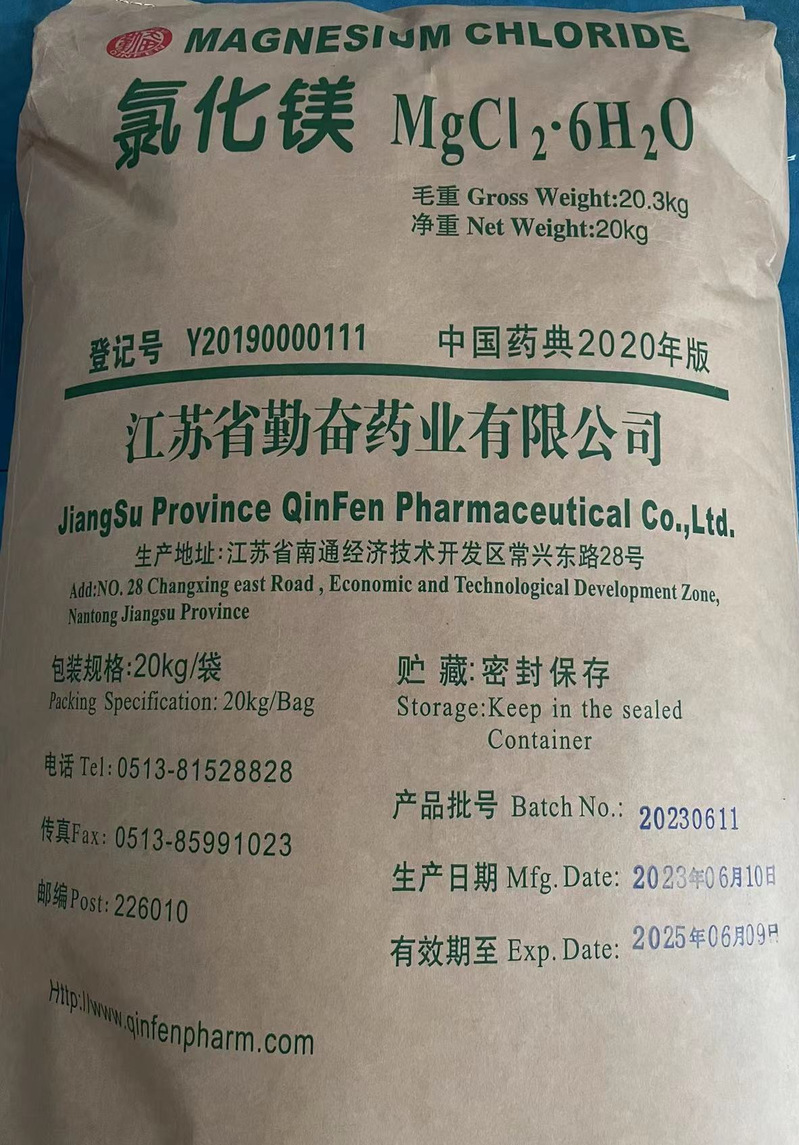 MAGNESIUM CHLORIDE
氯化镁 MgCl₂·6H₂O
毛重 Gross Weight:20.3kg
净重 Net Weight:20kg
登记号 Y20190000111 中国药典2020年版
江苏省勤奋药业有限公司
JiangSu Province QinFen Pharmaceutical Co.,Ltd.
生产地址:江苏省南通经济技术开发区常兴东路28号
Add:NO. 28 Changxing east Road , Economic and Technological Development Zone,
Nantong Jiangsu Province
包装规格:20kg/袋
Packing Specification: 20kg/Bag
贮 藏:密封保存
Storage:Keep in the sealed
Container
电话 Tel:0513-81528828
传真Fax: 0513-85991023
邮编Post: 226010
产品批号 Batch No.: 20230611
生产日期 Mfg. Date: 2023年06月10日
有效期至 Exp. Date: 2025年06月09日
Http://www.qinfenpharm.com